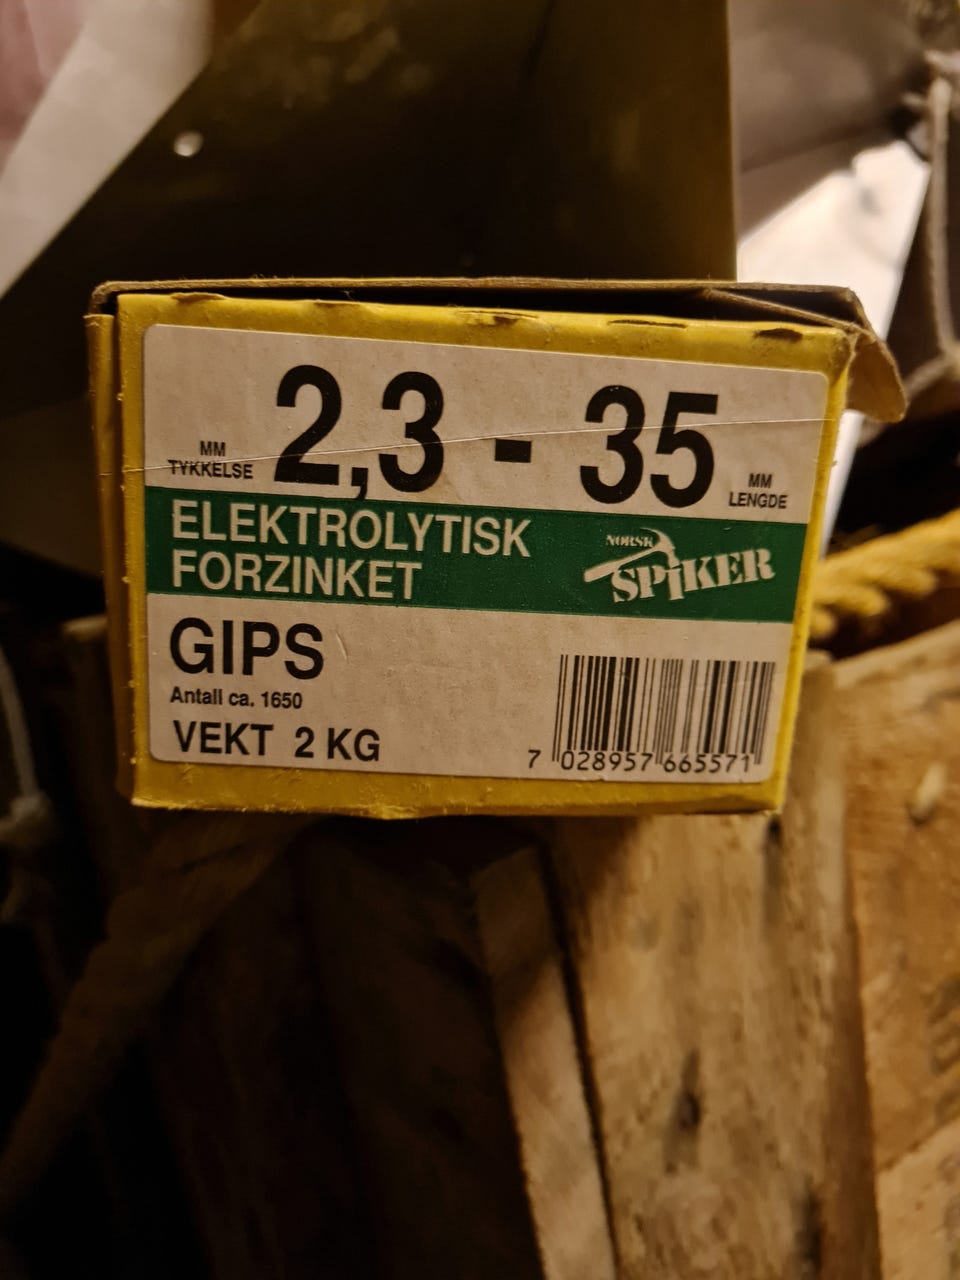 MM
TYKKELSE
2,3 - 35
MM
LENGDE
ELEKTROLYTISK
FORZINKET
NORSK
SPIKER
GIPS
Antall ca. 1650
VEKT 2 KG
7 028957 665571